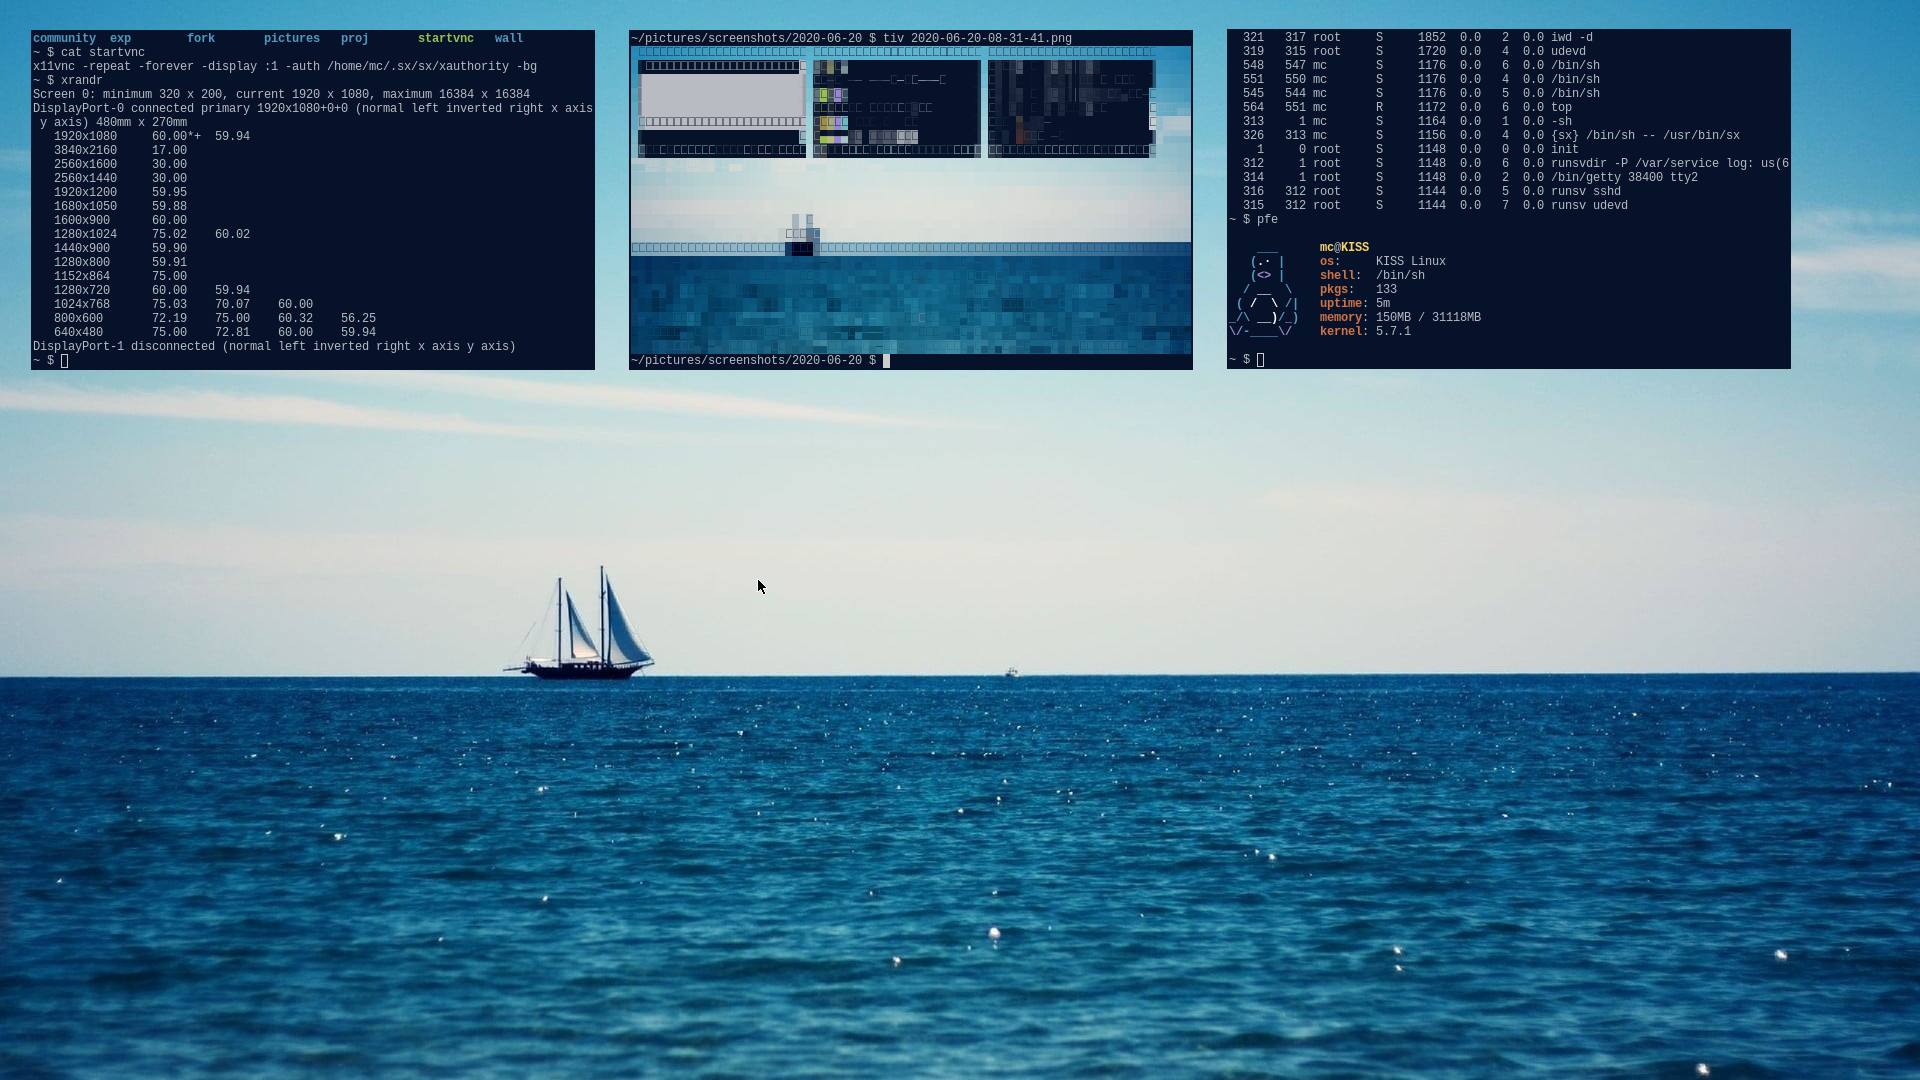 community  exp        fork       pictures   proj       startvnc   wall
~ $ cat startvnc
x11vnc -repeat -forever -display :1 -auth /home/mc/.sx/sx/xauthority -bg
~ $ xrandr
Screen 0: minimum 320 x 200, current 1920 x 1080, maximum 16384 x 16384
DisplayPort-0 connected primary 1920x1080+0+0 (normal left inverted right x axis
 y axis) 480mm x 270mm
   1920x1080     60.00*+  59.94
   3840x2160     17.00
   2560x1600     30.00
   2560x1440     30.00
   1920x1200     59.95
   1680x1050     59.88
   1600x900      60.00
   1280x1024     75.02    60.02
   1440x900      59.90
   1280x800      59.91
   1152x864      75.00
   1280x720      60.00    59.94
   1024x768      75.03    70.07    60.00
   800x600       72.19    75.00    60.32    56.25
   640x480       75.00    72.81    60.00    59.94
DisplayPort-1 disconnected (normal left inverted right x axis y axis)
~ $
~/pictures/screenshots/2020-06-20 $ tiv 2020-06-20-08-31-41.png
~/pictures/screenshots/2020-06-20 $
  321   317 root     S     1852  0.0   2  0.0 iwd -d
  319   315 root     S     1720  0.0   4  0.0 udevd
  548   547 mc       S     1176  0.0   6  0.0 /bin/sh
  551   550 mc       S     1176  0.0   4  0.0 /bin/sh
  545   544 mc       S     1176  0.0   5  0.0 /bin/sh
  564   551 mc       R     1172  0.0   6  0.0 top
  313     1 mc       S     1164  0.0   1  0.0 -sh
  326   313 mc       S     1156  0.0   4  0.0 {sx} /bin/sh -- /usr/bin/sx
    1     0 root     S     1148  0.0   0  0.0 init
  312     1 root     S     1148  0.0   6  0.0 runsvdir -P /var/service log: us(6
  314     1 root     S     1148  0.0   2  0.0 /bin/getty 38400 tty2
  316   312 root     S     1144  0.0   5  0.0 runsv sshd
  315   312 root     S     1144  0.0   7  0.0 runsv udevd
~ $ pfe
    ___      mc@KISS
   (.· |     os:     KISS Linux
   (<> |     shell:  /bin/sh
  / __  \    pkgs:   133
 ( /  \ /|   uptime: 5m
_/\ __)/_)   memory: 150MB / 31118MB
\/-____\/    kernel: 5.7.1
~ $